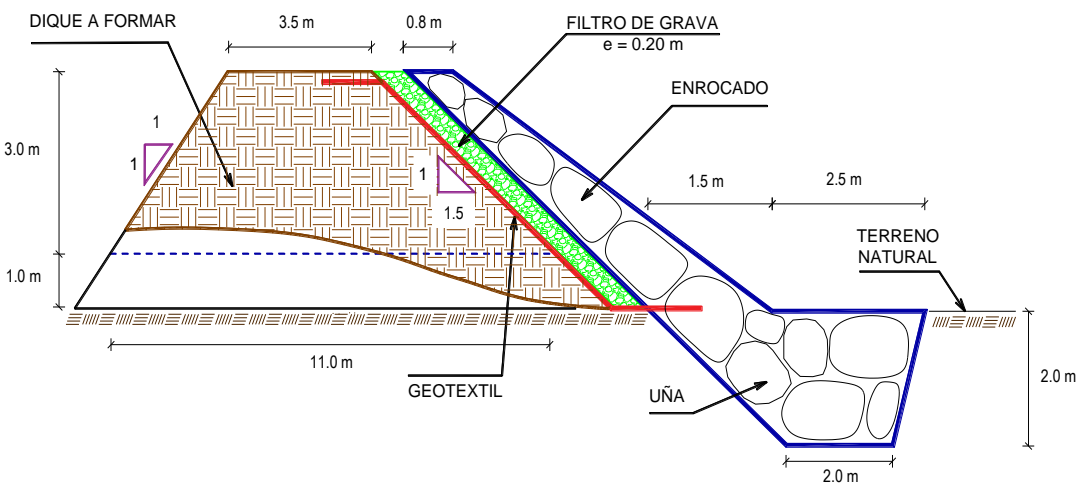 DIQUE A FORMAR
3.5 m
0.8 m
FILTRO DE GRAVA
e = 0.20 m
ENROCADO
1
1
3.0 m
1
1.5
1.5 m
2.5 m
TERRENO
NATURAL
1.0 m
11.0 m
GEOTEXTIL
UÑA
2.0 m
2.0 m